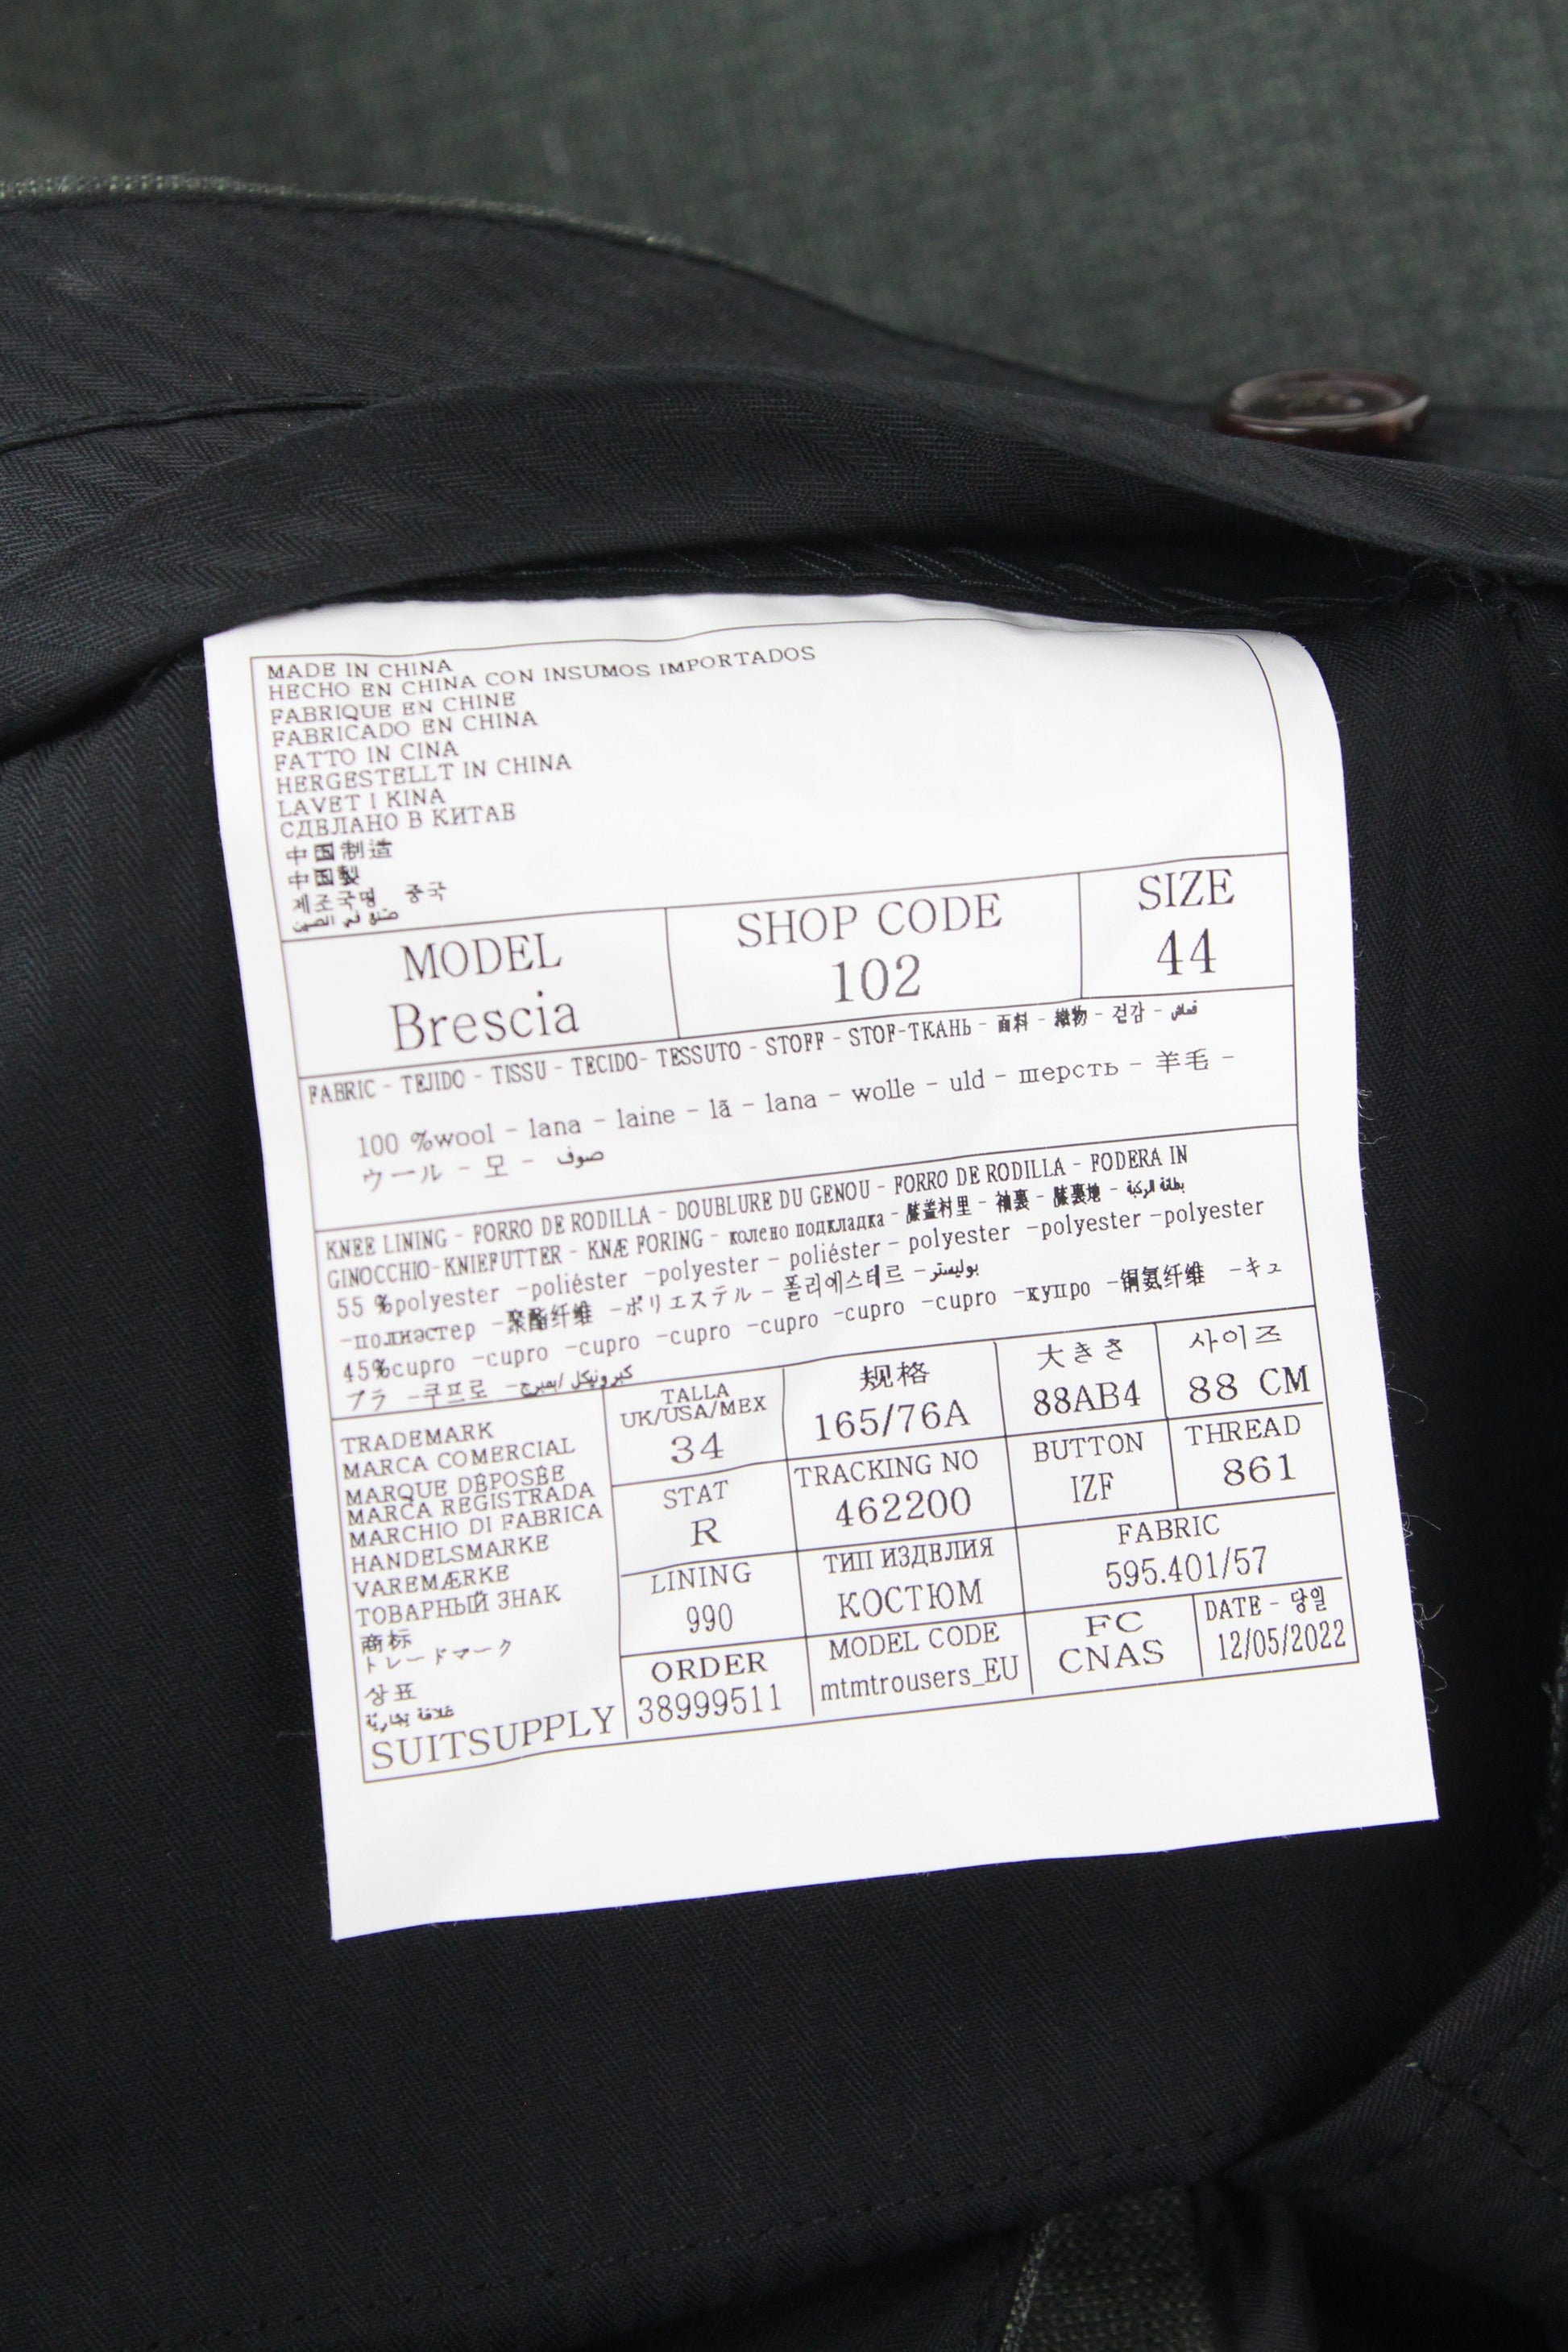 MADE IN CHINA
HECHO EN CHINA CON INSUMOS IMPORTADOS
FABRIQUE EN CHINE
FABRICADO EN CHINA
FATTO IN CINA
HERGESTELLT IN CHINA
LAVET I KINA
СДЕЛАНО В КИТАЕ
中国制造
中国製
제조국명 중국
صنع في الصين
MODEL
Brescia
SHOP CODE
102
SIZE
44
FABRIC - TEJIDO - TISSU - TECIDO- TESSUTO - STOFF - STOF-ТКАНЬ - 面料 - 織物 - 겉감 - قماش
100 %wool - lana - laine - lã - lana - wolle - uld - шерсть - 羊毛 -
ウール - 모 - صوف
KNEE LINING - FORRO DE RODILLA - DOUBLURE DU GENOU - FORRO DE RODILLA - FODERA IN
GINOCCHIO-KNIEFUTTER - KNÆ FORING - колено подкладка - 膝盖衬里 - 袖裏 - 膝裏地 - بطانة الركبة
55 %polyester -poliéster -polyester - poliéster - polyester -polyester -polyester
-полиэстер -聚酯纤维 -ポリエステル - 폴리에스테르 - بوليستر
45%cupro -cupro -cupro -cupro -cupro -cupro -cupro -купро -铜氨纤维 -キュ
プラ -쿠프로 -
TRADEMARK
MARCA COMERCIAL
MARQUE DÉPOSÉE
MARCA REGISTRADA
MARCHIO DI FABRICA
HANDELSMARKE
VAREMÆRKE
ТОВАРНЫЙ ЗНАК
商标
トレードマーク
상표
علامة تجارية
SUITSUPPLY
TALLA
UK/USA/MEX
34
规格
165/76A
大きさ
88AB4
사이즈
88 CM
STAT
R
TRACKING NO
462200
BUTTON
IZF
THREAD
861
LINING
990
ТИП ИЗДЕЛИЯ
КОСТЮМ
FABRIC
595.401/57
ORDER
38999511
MODEL CODE
mtmtrousers_EU
FC
CNAS
DATE - 당일
12/05/2022